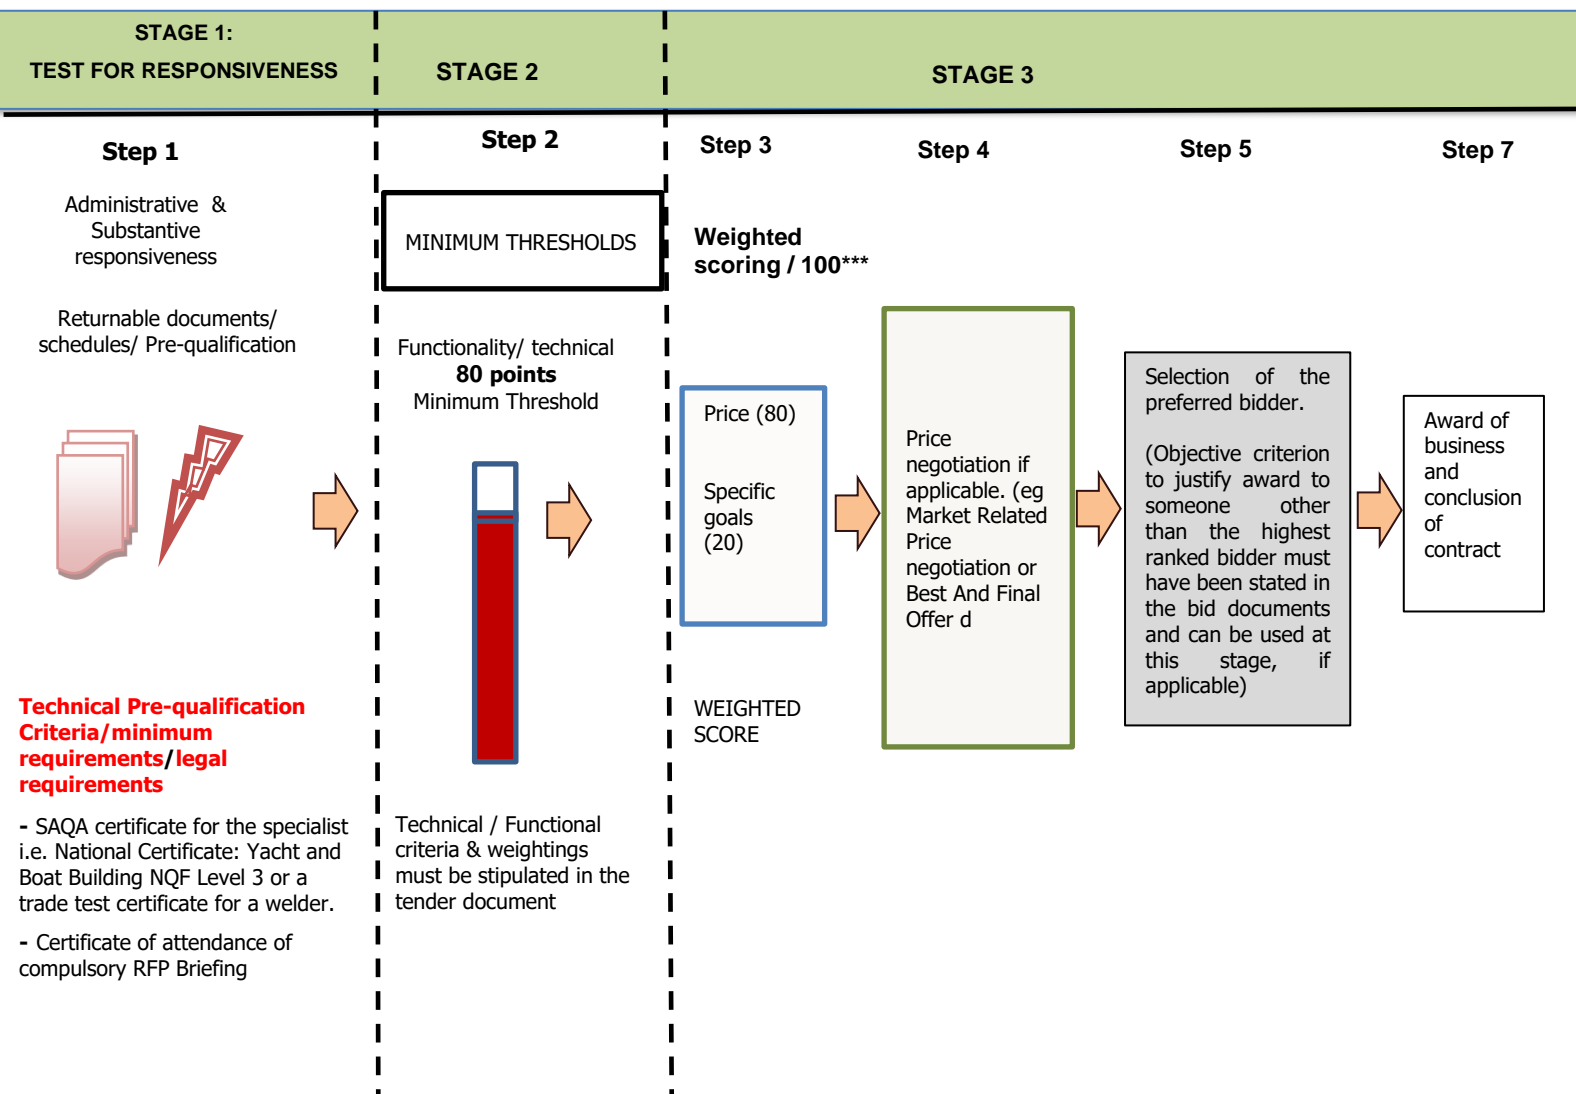 STAGE 1:
TEST FOR RESPONSIVENESS
STAGE 2
STAGE 3
Step 1
Administrative &
Substantive
responsiveness
Returnable documents/
schedules/ Pre-qualification
Technical Pre-qualification
Criteria/minimum
requirements/legal
requirements
- SAQA certificate for the specialist
i.e. National Certificate: Yacht and
Boat Building NQF Level 3 or a
trade test certificate for a welder.
- Certificate of attendance of
compulsory RFP Briefing
Step 2
MINIMUM THRESHOLDS
Functionality/ technical
80 points
Minimum Threshold
Technical / Functional
criteria & weightings
must be stipulated in the
tender document
Step 3
Weighted
scoring / 100***
Price (80)
Specific
goals
(20)
WEIGHTED
SCORE
Step 4
Price
negotiation if
applicable. (eg
Market Related
Price
negotiation or
Best And Final
Offer d
Step 5
Selection of the
preferred bidder.
(Objective criterion
to justify award to
someone other
than the highest
ranked bidder must
have been stated in
the bid documents
and can be used at
this stage, if
applicable)
Step 7
Award of
business
and
conclusion
of
contract